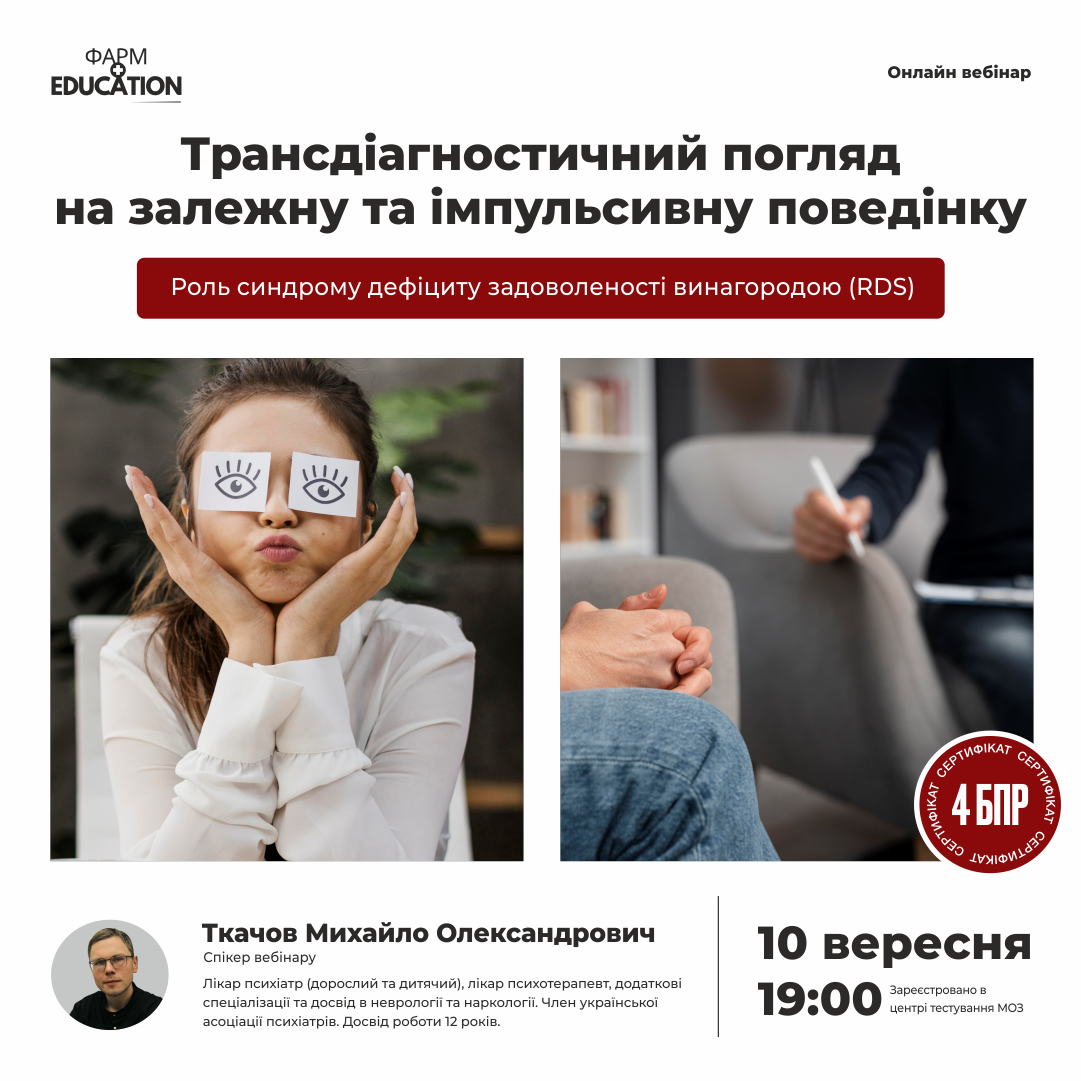 ФАРМ
EDUCATION
Онлайн вебінар
Трансдіагностичний погляд
на залежну та імпульсивну поведінку
Роль синдрому дефіциту задоволеності винагородою (RDS)
СЕРТИФІКАТ СЕРТИФІКАТ СЕРТИФІКАТ СЕРТИФІКАТ
4 БПР
Ткачов Михайло Олександрович
Спікер вебінару
Лікар психіатр (дорослий та дитячий), лікар психотерапевт, додаткові
спеціалізації та досвід в неврології та наркології. Член української
асоціації психіатрів. Досвід роботи 12 років.
10 вересня
19:00
Зареєстровано в
центрі тестування МОЗ